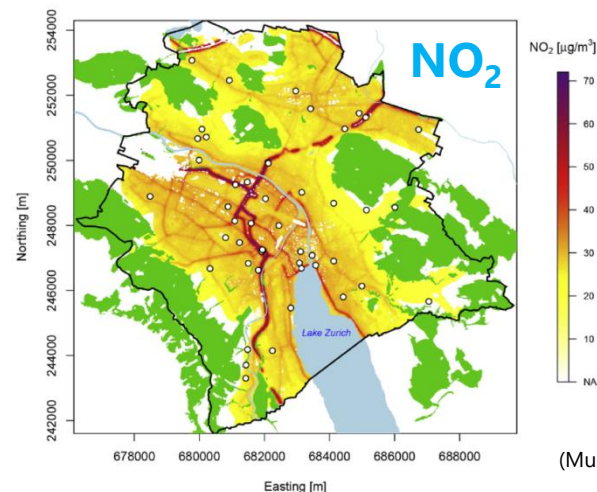 NO₂
NO₂ [μg/m³]
70
60
50
40
30
20
10
NA
254000
252000
250000
248000
246000
244000
242000
Northing [m]
Lake Zurich
678000 680000 682000 684000 686000 688000
Easting [m]
(Mu